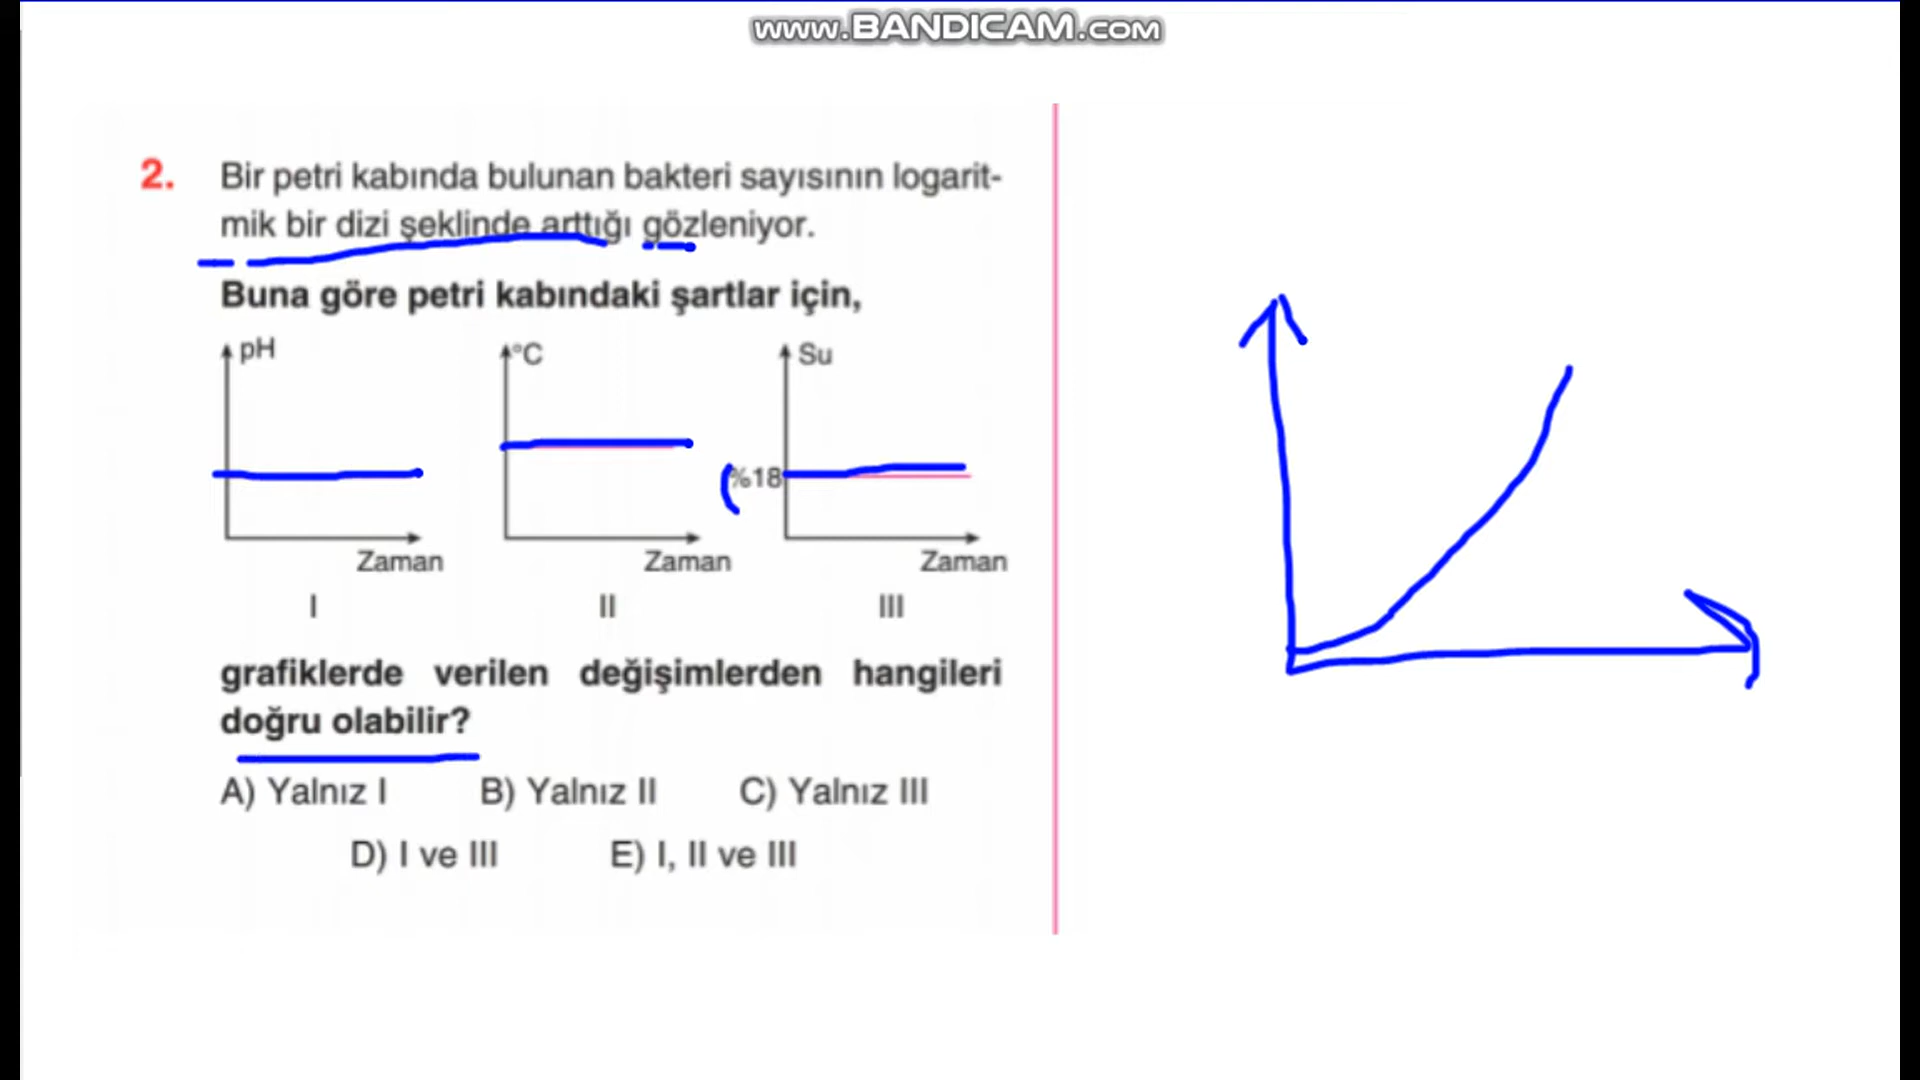 www.BANDICAM.com
2. Bir petri kabında bulunan bakteri sayısının logarit-
mik bir dizi şeklinde arttığı gözleniyor.
Buna göre petri kabındaki şartlar için,
pH °C Su
%18
Zaman Zaman Zaman
I II III
grafiklerde verilen değişimlerden hangileri
doğru olabilir?
A) Yalnız I B) Yalnız II C) Yalnız III
D) I ve III E) I, II ve III